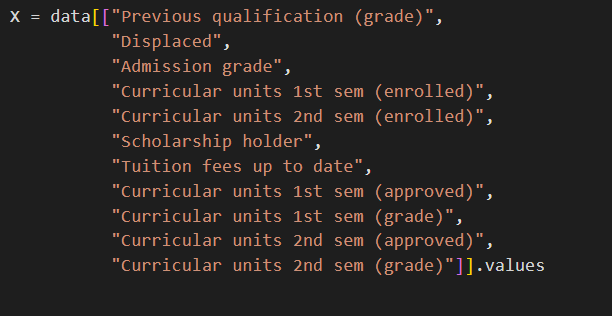 X = data[["Previous qualification (grade)",
"Displaced",
"Admission grade",
"Curricular units 1st sem (enrolled)",
"Curricular units 2nd sem (enrolled)",
"Scholarship holder",
"Tuition fees up to date",
"Curricular units 1st sem (approved)",
"Curricular units 1st sem (grade)",
"Curricular units 2nd sem (approved)",
"Curricular units 2nd sem (grade)"]].values